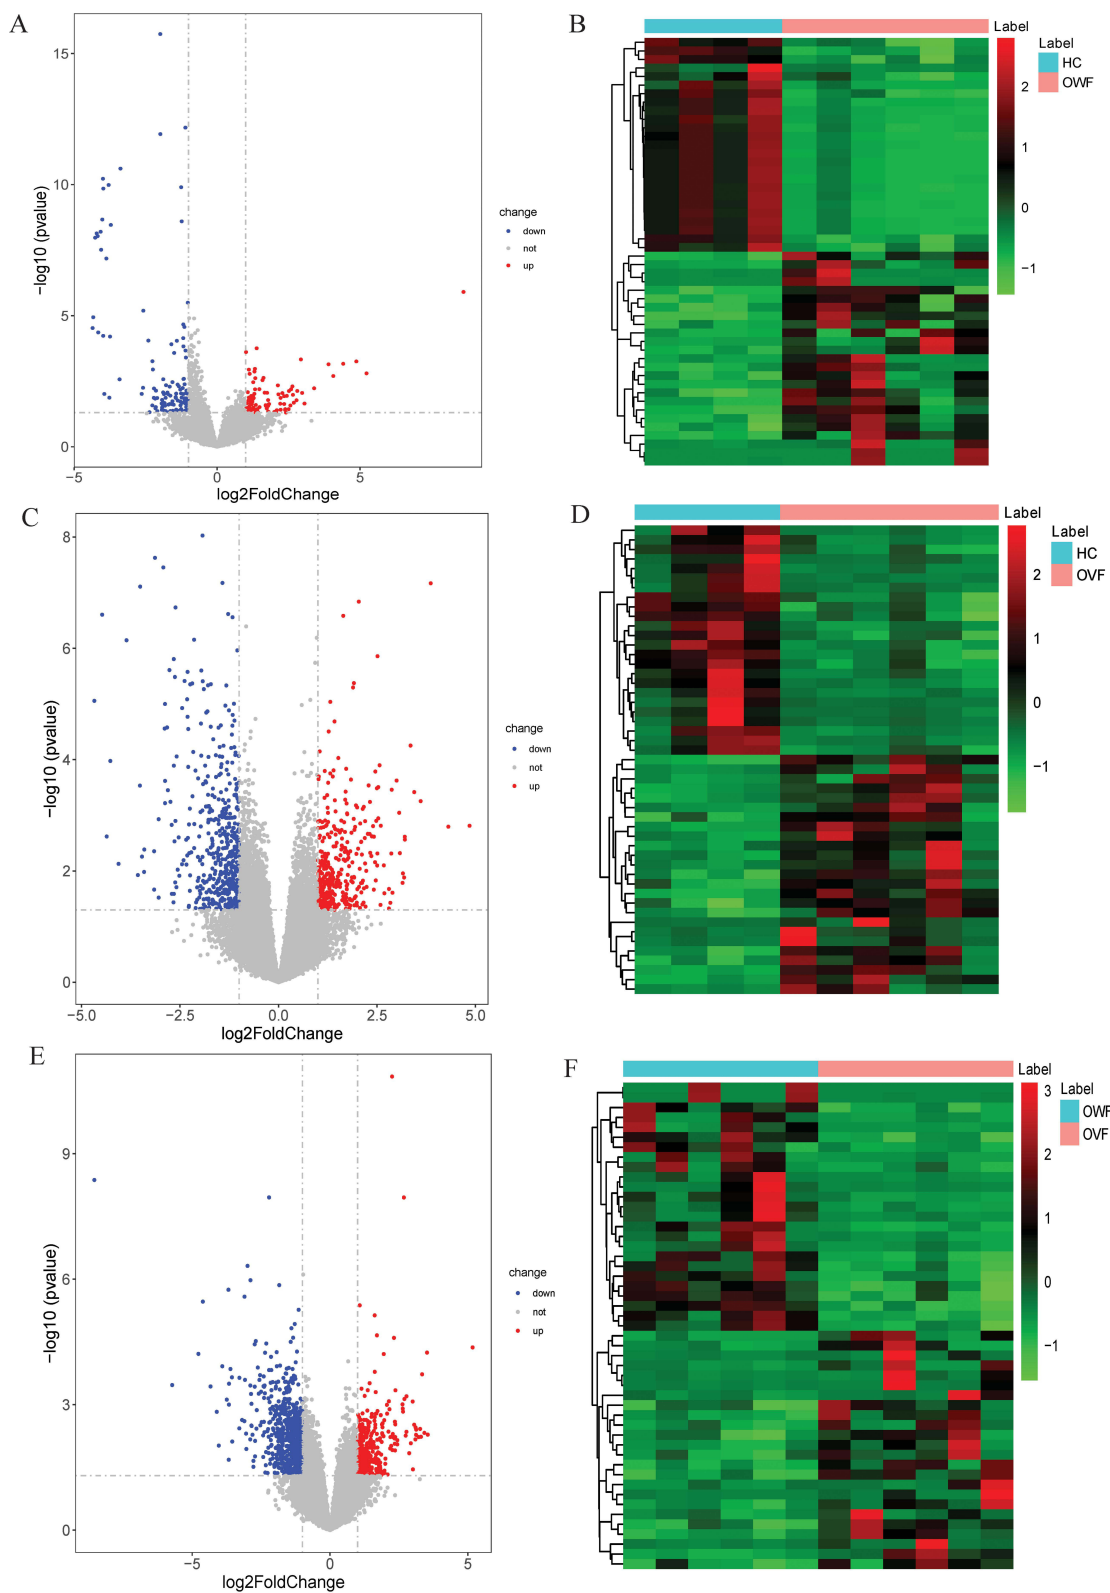 A
15
10
5
0
−5
0
5
−log10 (pvalue)
log2FoldChange
change
down
not
up
B
Label
2
1
0
−1
Label
HC
OWF
C
8
6
4
2
0
−5.0
−2.5
0.0
2.5
5.0
−log10 (pvalue)
log2FoldChange
change
down
not
up
D
Label
2
1
0
−1
Label
HC
OVF
E
9
6
3
0
−5
0
5
−log10 (pvalue)
log2FoldChange
change
down
not
up
F
Label
3
2
1
0
−1
Label
OWF
OVF